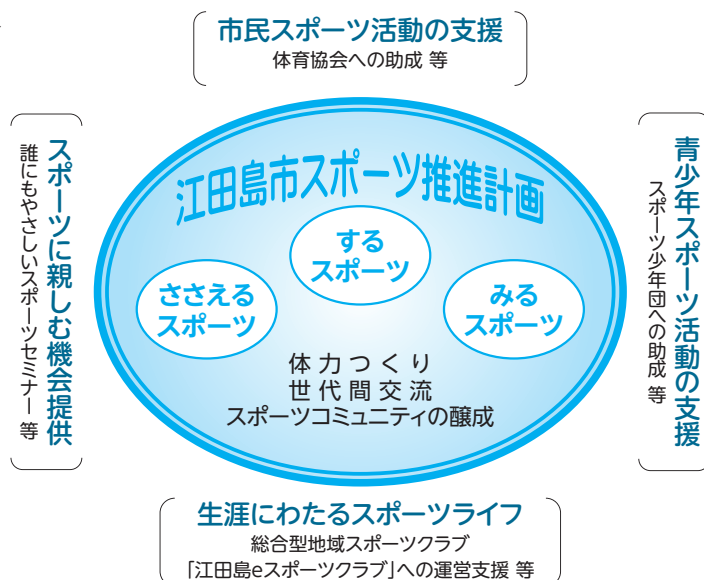 市民スポーツ活動の支援
体育協会への助成 等
スポーツに親しむ機会提供
誰にもやさしいスポーツセミナー 等
江田島市スポーツ推進計画
する
スポーツ
ささえる
スポーツ
みる
スポーツ
体力つくり
世代間交流
スポーツコミュニティの醸成
青少年スポーツ活動の支援
スポーツ少年団への助成 等
生涯にわたるスポーツライフ
総合型地域スポーツクラブ
「江田島eスポーツクラブ」への運営支援 等